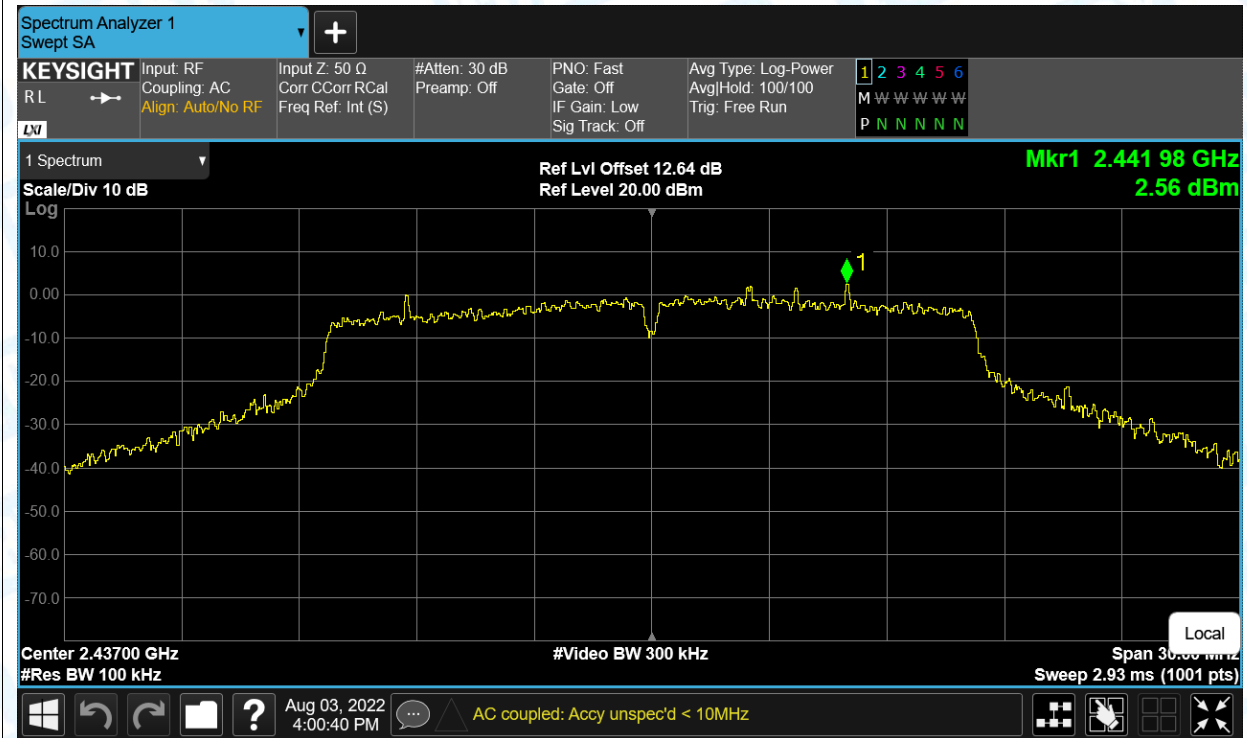 Spectrum Analyzer 1
Swept SA
+
KEYSIGHT
R L
LXI
Input: RF
Coupling: AC
Align: Auto/No RF
Input Z: 50 Ω
Corr CCorr RCal
Freq Ref: Int (S)
#Atten: 30 dB
Preamp: Off
PNO: Fast
Gate: Off
IF Gain: Low
Sig Track: Off
Avg Type: Log-Power
Avg|Hold: 100/100
Trig: Free Run
1 2 3 4 5 6
M W W W W W
P N N N N N
1 Spectrum
Scale/Div 10 dB
Log
Ref Lvl Offset 12.64 dB
Ref Level 20.00 dBm
Mkr1 2.441 98 GHz
2.56 dBm
10.0
0.00
-10.0
-20.0
-30.0
-40.0
-50.0
-60.0
-70.0
1
Local
Center 2.43700 GHz
#Res BW 100 kHz
#Video BW 300 kHz
Span 30.00 MHz
Sweep 2.93 ms (1001 pts)
?
Aug 03, 2022
4:00:40 PM
AC coupled: Accy unspec'd < 10MHz